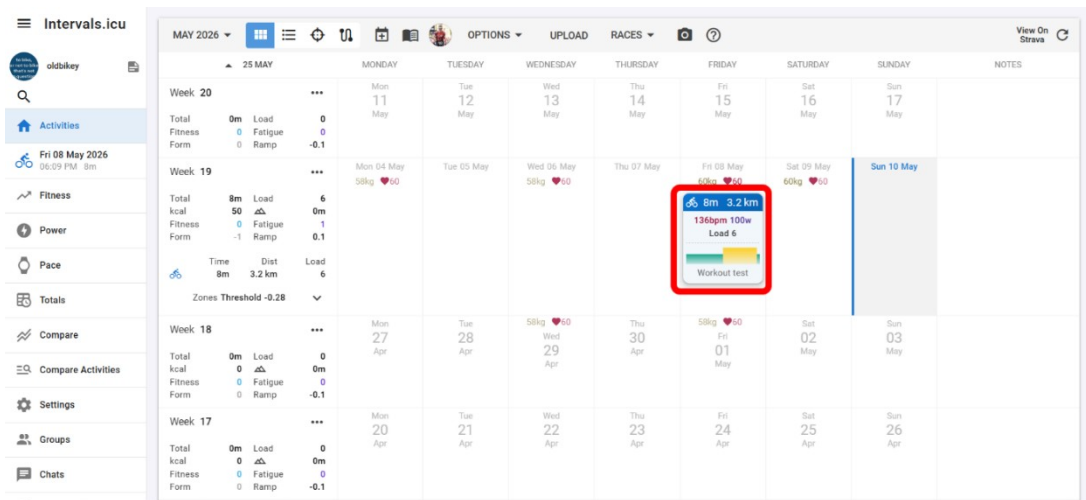 Intervals.icu
oldbikey
Activities
Fri 08 May 2026
06:09 PM 8m
Fitness
Power
Pace
Totals
Compare
Compare Activities
Settings
Groups
Chats
MAY 2026
OPTIONS
UPLOAD
RACES
View On
Strava
25 MAY
MONDAY TUESDAY WEDNESDAY THURSDAY FRIDAY SATURDAY SUNDAY NOTES
Week 20
Total 0m Load 0
Fitness 0 Fatigue 0
Form 0 Ramp -0.1
Mon Tue Wed Thu Fri Sat Sun
11 12 13 14 15 16 17
May May May May May May May
Week 19
Total 8m Load 6
kcal 50 0m
Fitness 0 Fatigue 1
Form -1 Ramp 0.1
Time Dist Load
8m 3.2 km 6
Zones Threshold -0.28
Mon 04 May Tue 05 May Wed 06 May Thu 07 May Fri 08 May Sat 09 May Sun 10 May
58kg 60 58kg 60 60kg 60 60kg 60
8m 3.2 km
136bpm 100w
Load 6
Workout test
Week 18
Total 0m Load 0
kcal 0 0m
Fitness 0 Fatigue 0
Form 0 Ramp -0.1
Mon Tue 58kg 60 Thu 58kg 60 Sat Sun
27 28 Wed 30 Fri 02 03
Apr Apr 29 Apr 01 May May
Apr May
Week 17
Total 0m Load 0
kcal 0 0m
Fitness 0 Fatigue 0
Form 0 Ramp -0.1
Mon Tue Wed Thu Fri Sat Sun
20 21 22 23 24 25 26
Apr Apr Apr Apr Apr Apr Apr